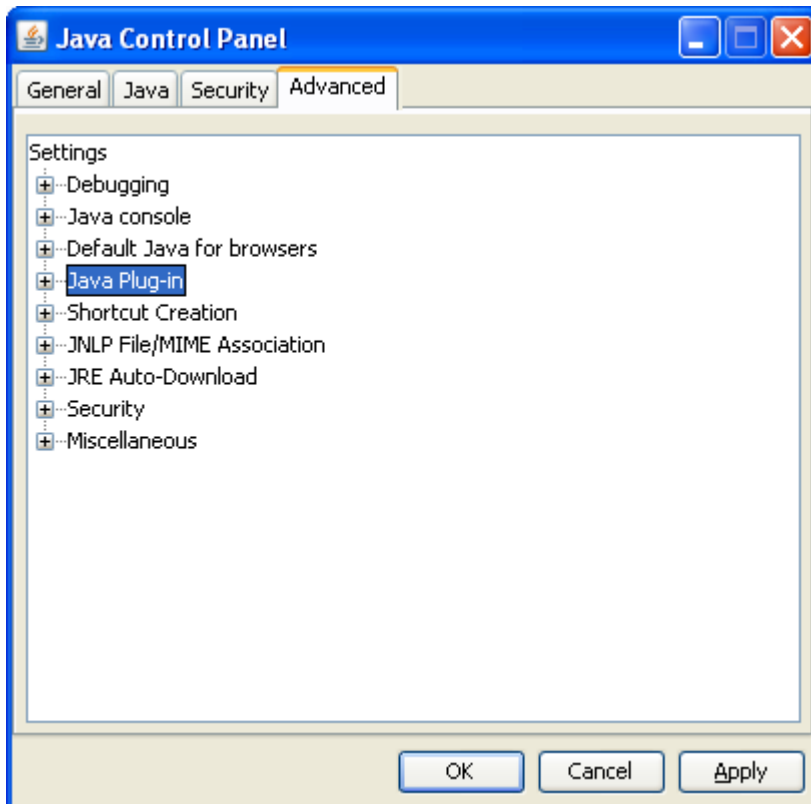 Java Control Panel
General Java Security Advanced
Settings
Debugging
Java console
Default Java for browsers
Java Plug-in
Shortcut Creation
JNLP File/MIME Association
JRE Auto-Download
Security
Miscellaneous
OK Cancel Apply